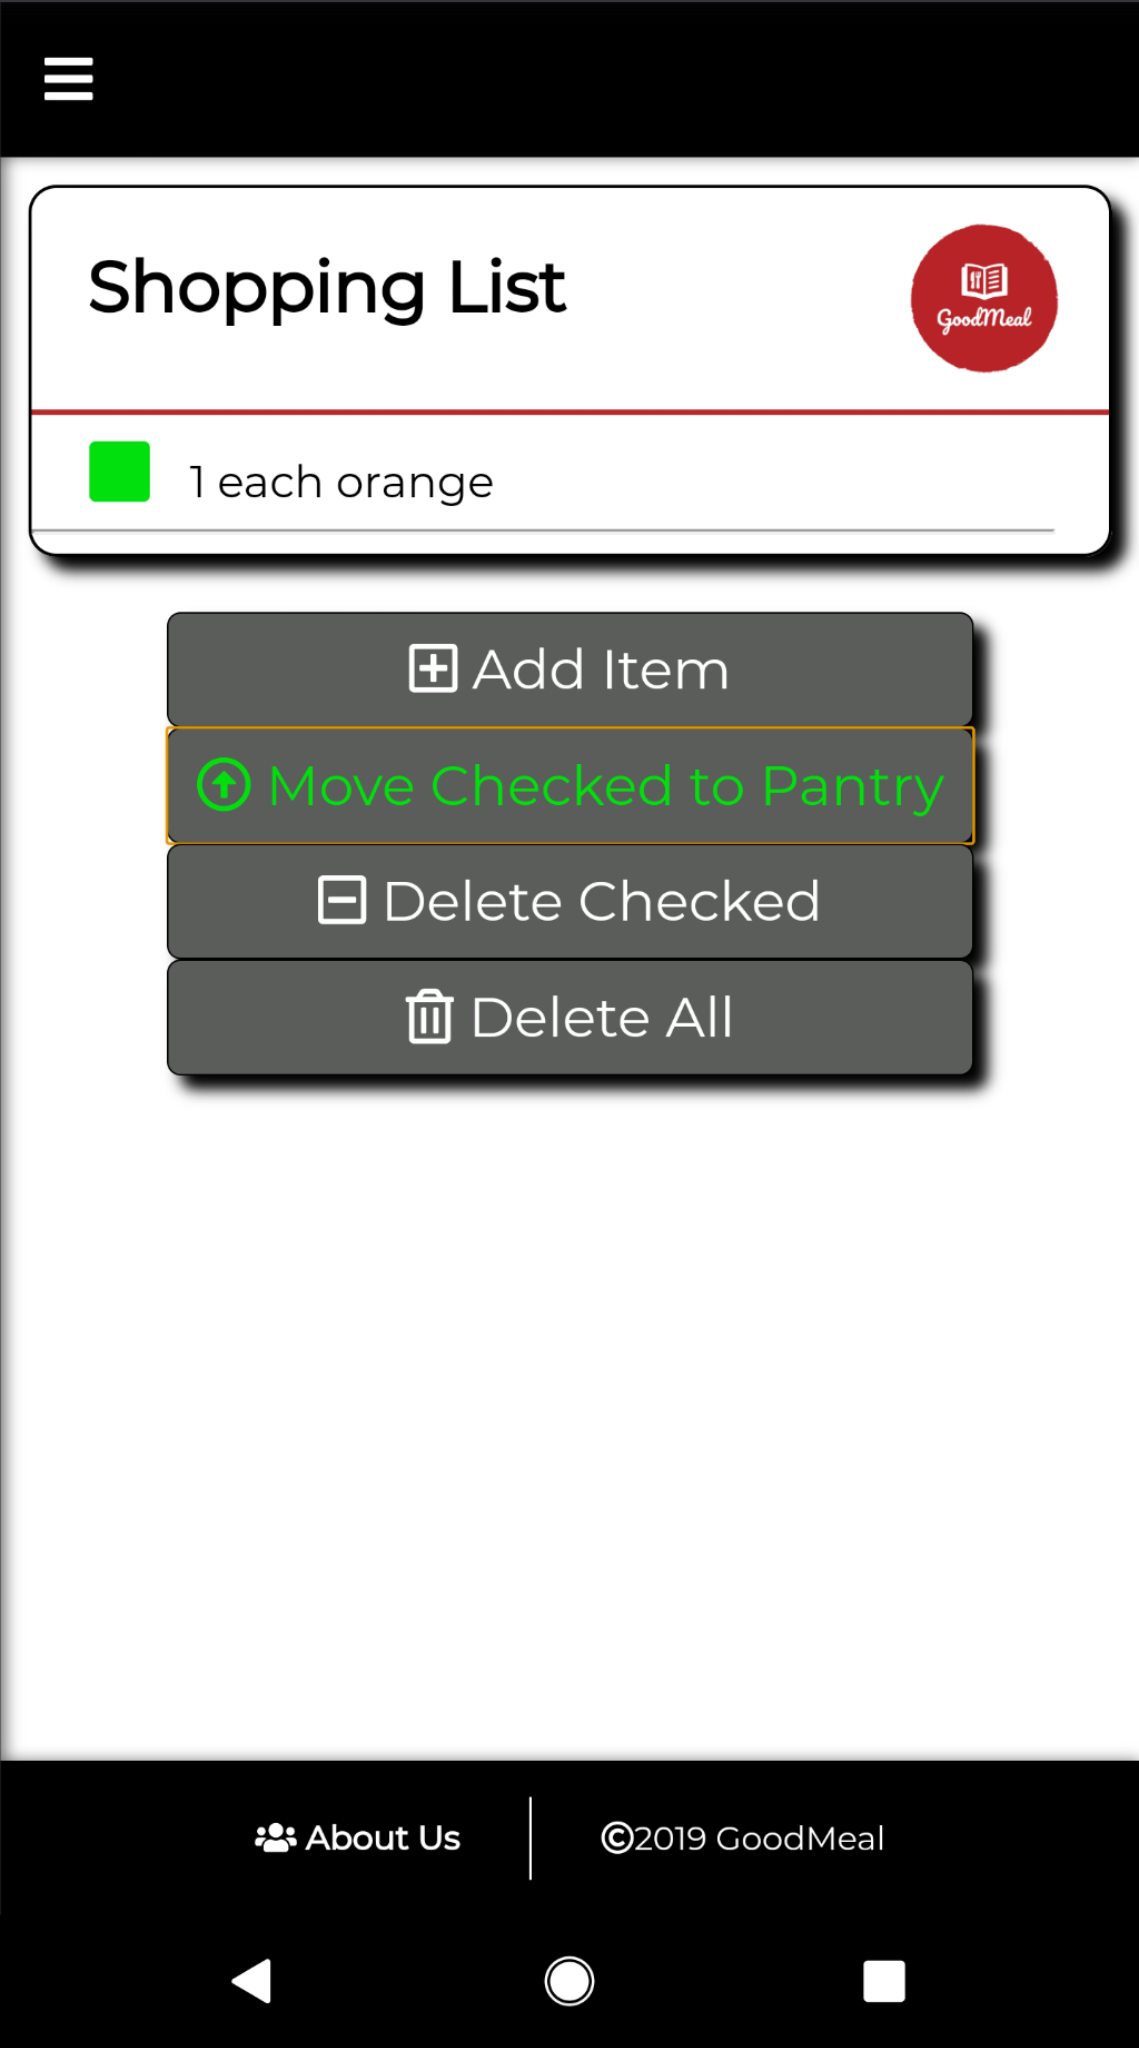 Shopping List
GoodMeal
1 each orange
Add Item
Move Checked to Pantry
Delete Checked
Delete All
About Us
©2019 GoodMeal